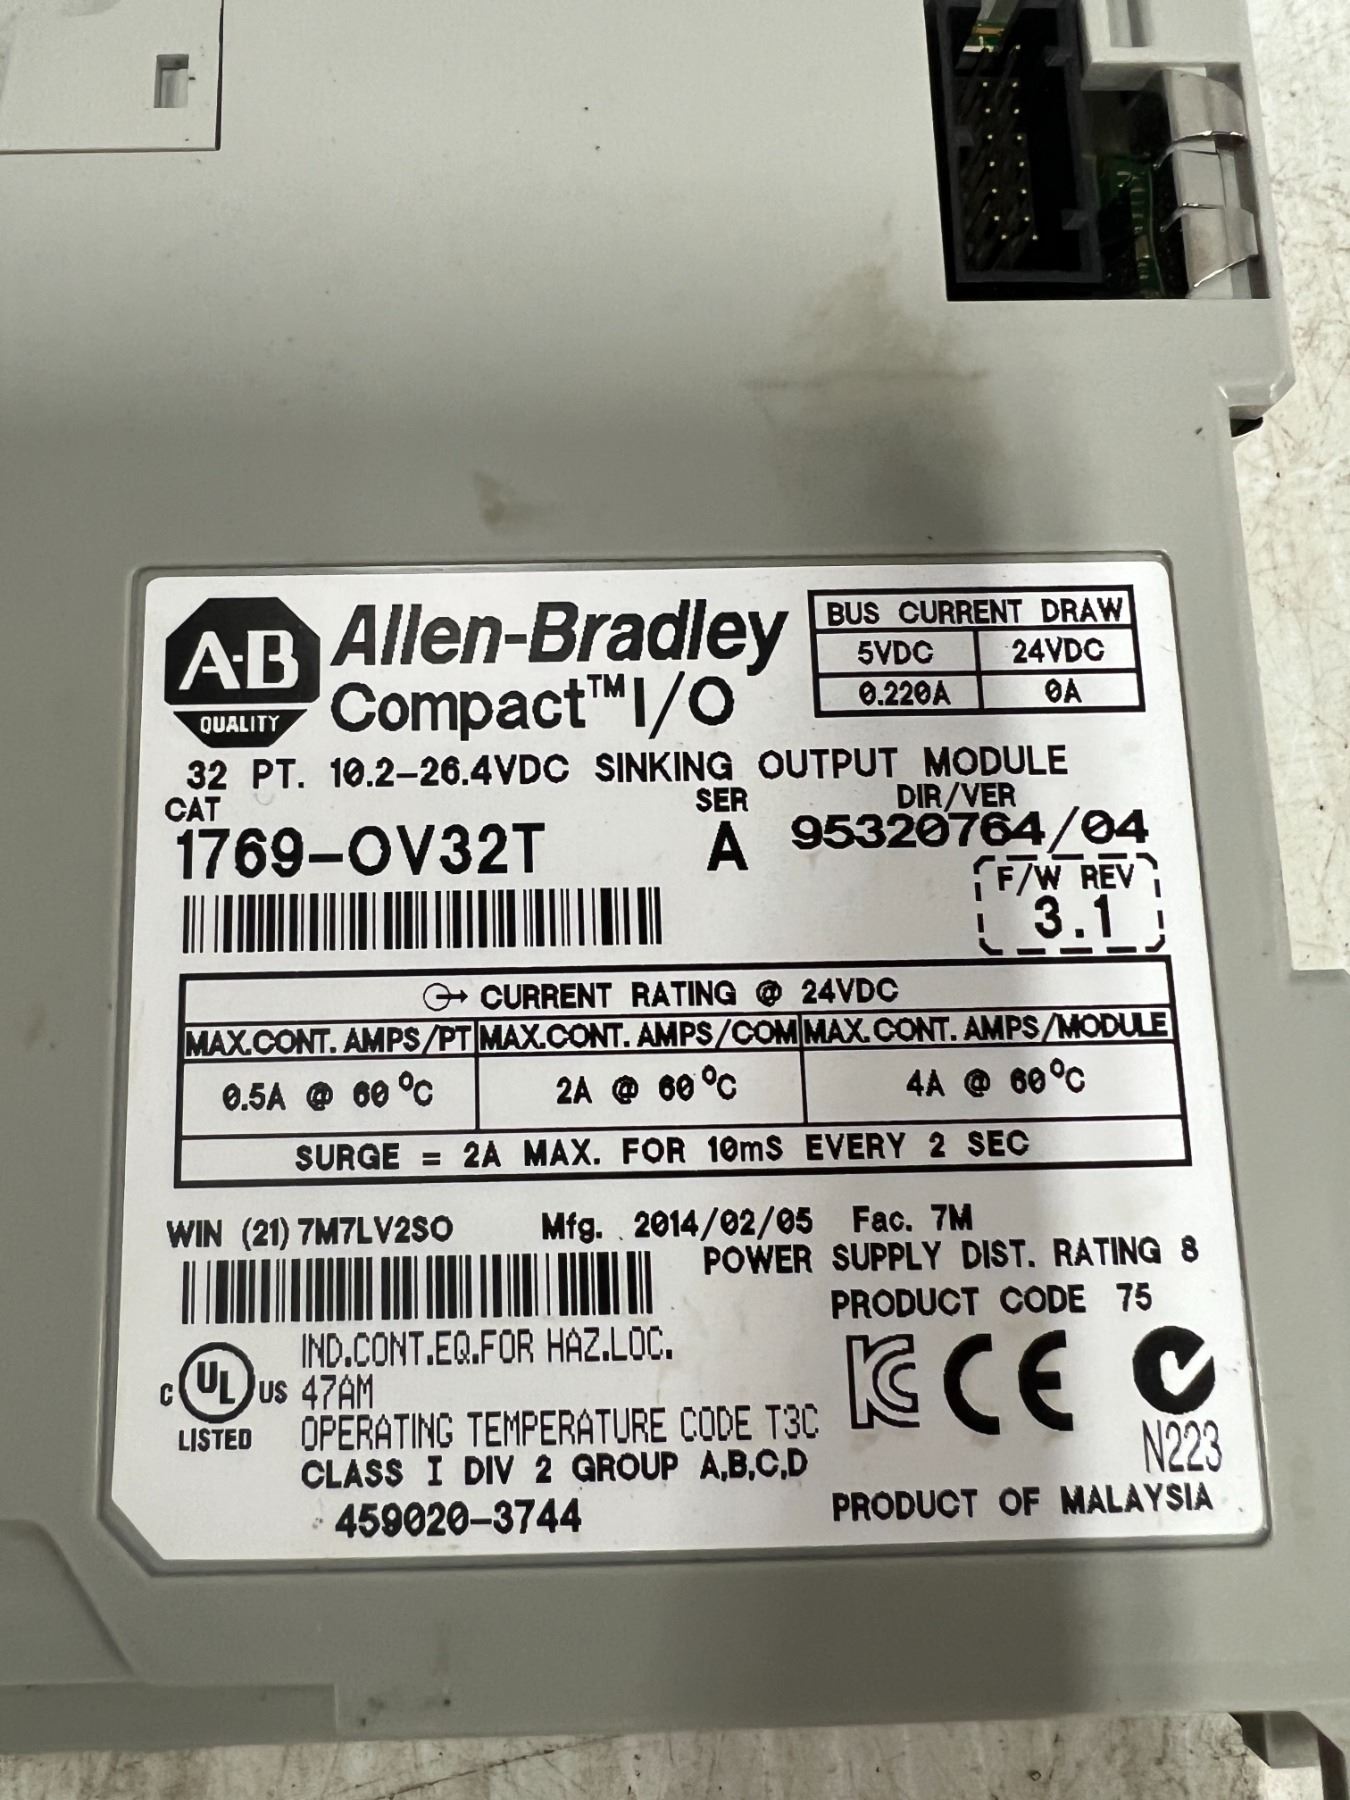 A-B
QUALITY
Allen-Bradley
Compact™ I/O
BUS CURRENT DRAW
5VDC 24VDC
0.220A 0A
32 PT. 10.2-26.4VDC SINKING OUTPUT MODULE
CAT SER DIR/VER
1769-OV32T A 95320764/04
F/W REV
3.1
CURRENT RATING @ 24VDC
MAX.CONT. AMPS/PT MAX.CONT. AMPS/COM MAX.CONT. AMPS/MODULE
0.5A @ 60 °C 2A @ 60 °C 4A @ 60 °C
SURGE = 2A MAX. FOR 10mS EVERY 2 SEC
WIN (21) 7M7LV2SO Mfg. 2014/02/05 Fac. 7M
POWER SUPPLY DIST. RATING 8
PRODUCT CODE 75
IND.CONT.EQ.FOR HAZ.LOC.
C UL US 47AM
LISTED
OPERATING TEMPERATURE CODE T3C
CLASS I DIV 2 GROUP A,B,C,D
459020-3744
KC CE
N223
PRODUCT OF MALAYSIA